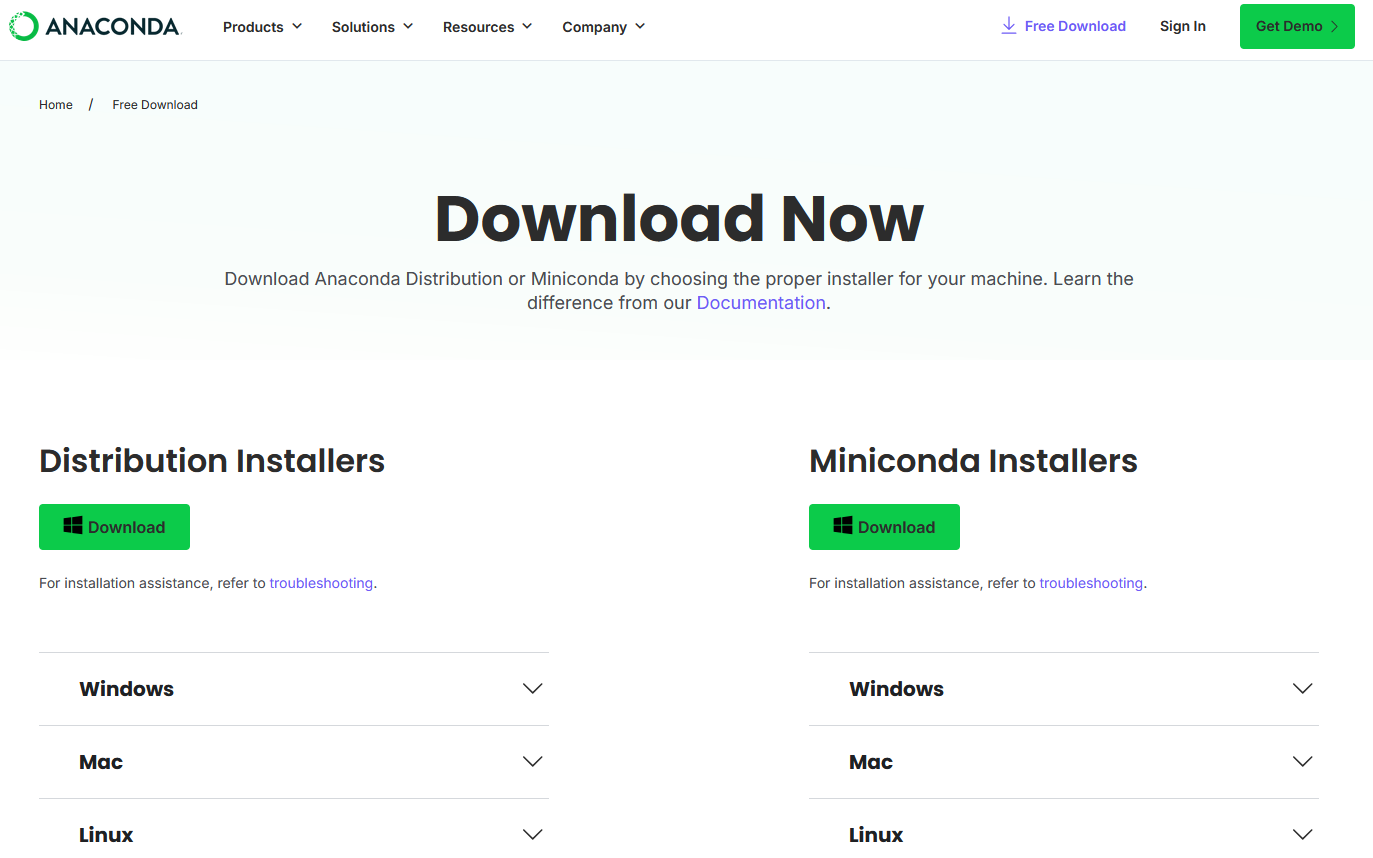 ANACONDA
Products
Solutions
Resources
Company
Free Download
Sign In
Get Demo
Home / Free Download
Download Now
Download Anaconda Distribution or Miniconda by choosing the proper installer for your machine. Learn the
difference from our Documentation.
Distribution Installers
Download
For installation assistance, refer to troubleshooting.
Windows
Mac
Linux
Miniconda Installers
Download
For installation assistance, refer to troubleshooting.
Windows
Mac
Linux